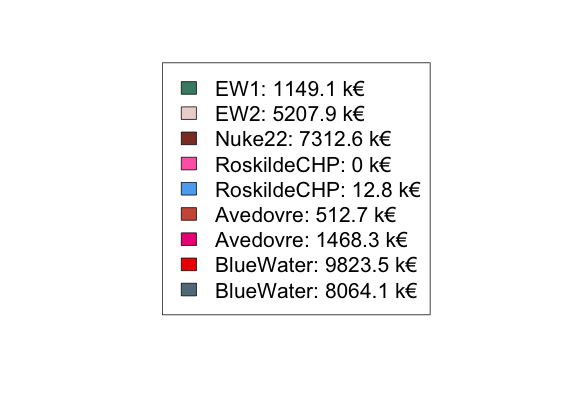 EW1: 1149.1 k€
EW2: 5207.9 k€
Nuke22: 7312.6 k€
RoskildeCHP: 0 k€
RoskildeCHP: 12.8 k€
Avedovre: 512.7 k€
Avedovre: 1468.3 k€
BlueWater: 9823.5 k€
BlueWater: 8064.1 k€